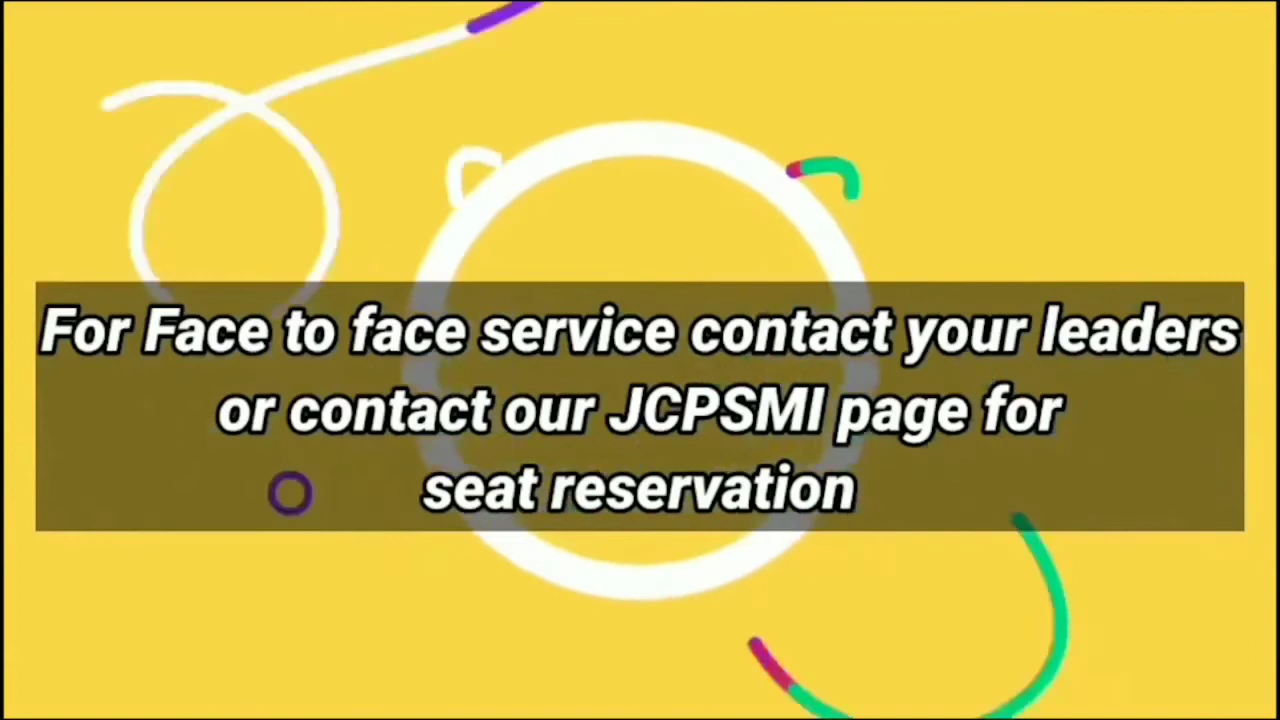 For Face to face service contact your leaders
or contact our JCPSMI page for
seat reservation